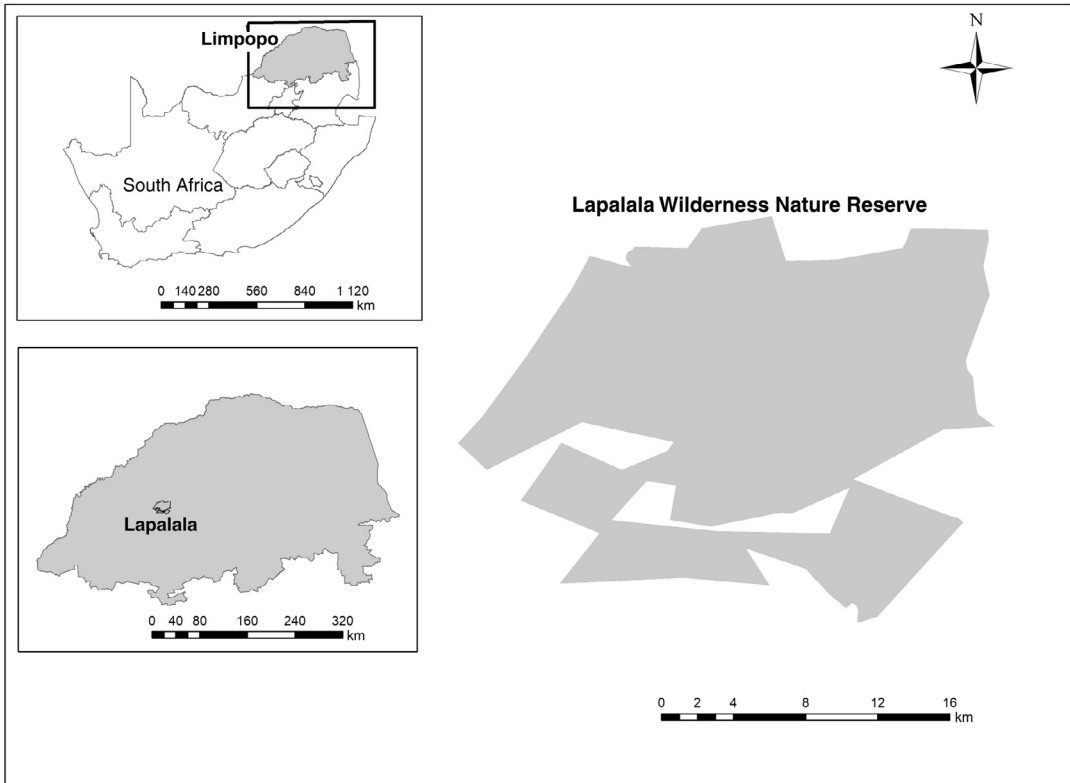 Limpopo
South Africa
0 140 280 560 840 1 120
km
Lapalala
0 40 80 160 240 320
km
N
Lapalala Wilderness Nature Reserve
0 2 4 8 12 16
km